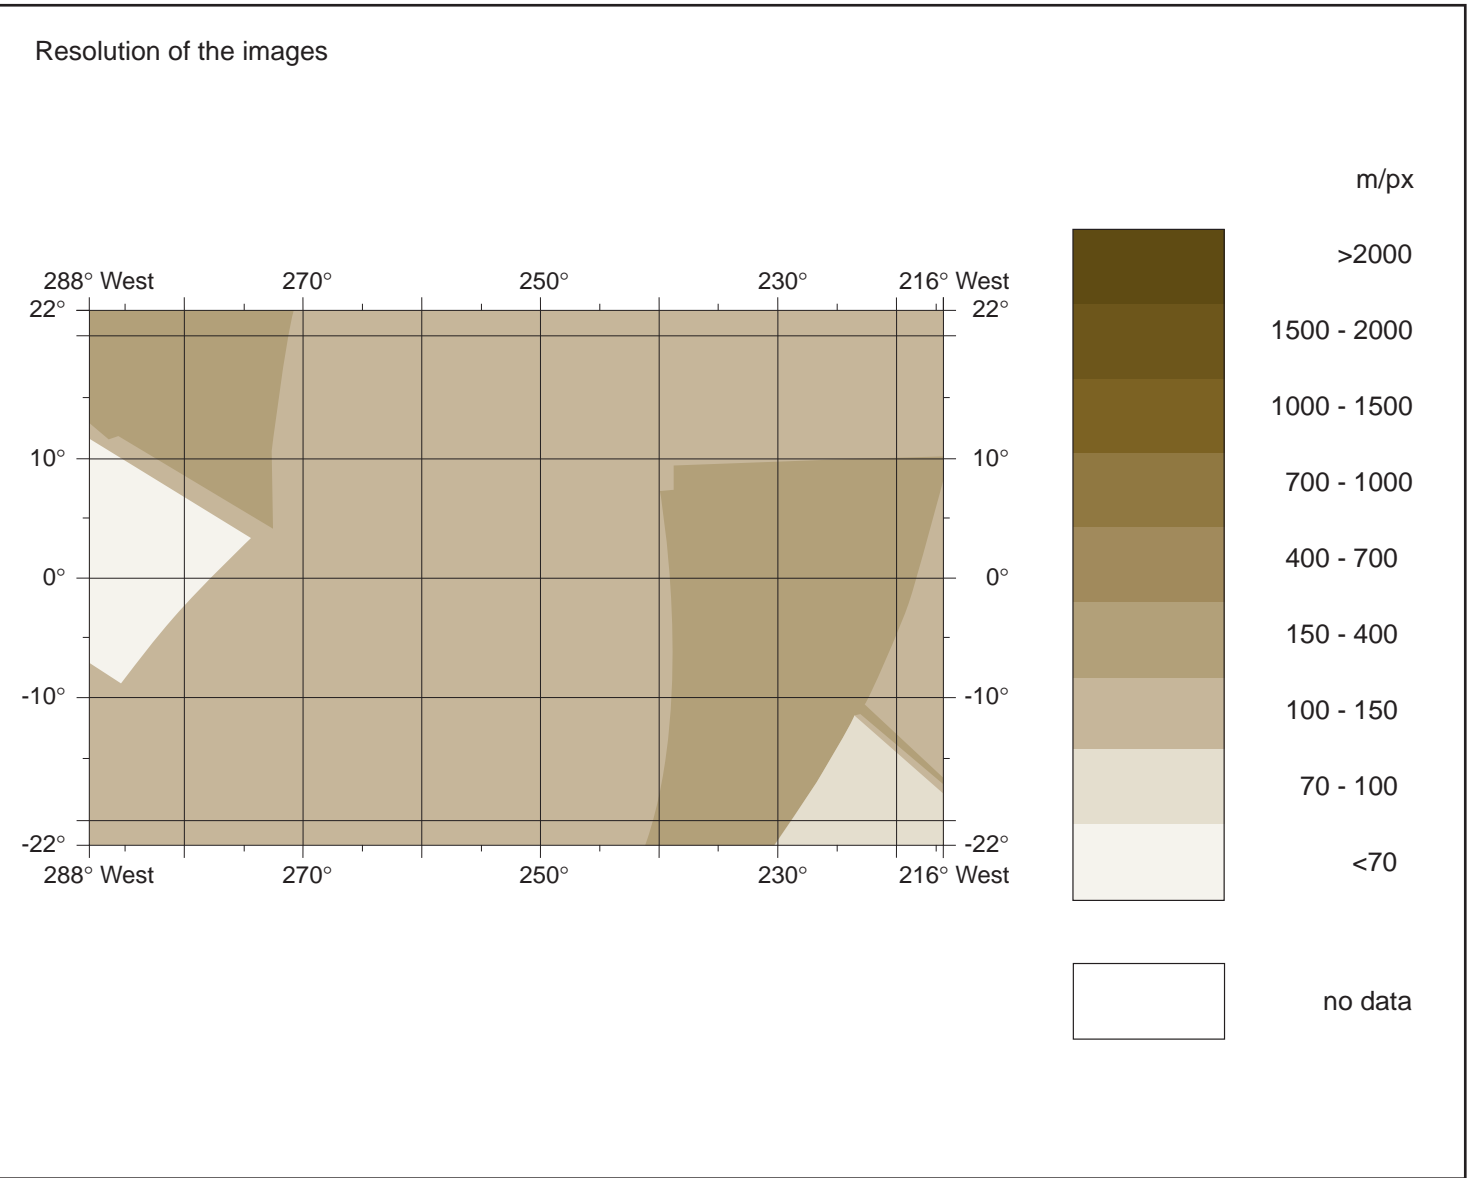 Resolution of the images
m/px
288° West 270° 250° 230° 216° West
22° 22°
10° 10°
0° 0°
-10° -10°
-22° -22°
288° West 270° 250° 230° 216° West
>2000
1500 - 2000
1000 - 1500
700 - 1000
400 - 700
150 - 400
100 - 150
70 - 100
<70
no data